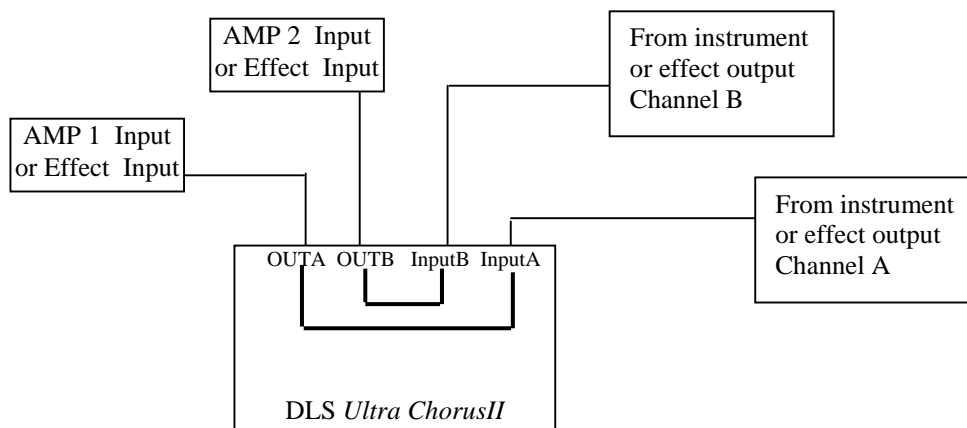 AMP 2 Input
or Effect Input
From instrument
or effect output
Channel B
AMP 1 Input
or Effect Input
From instrument
or effect output
Channel A
OUTA OUTB InputB InputA
DLS Ultra ChorusII